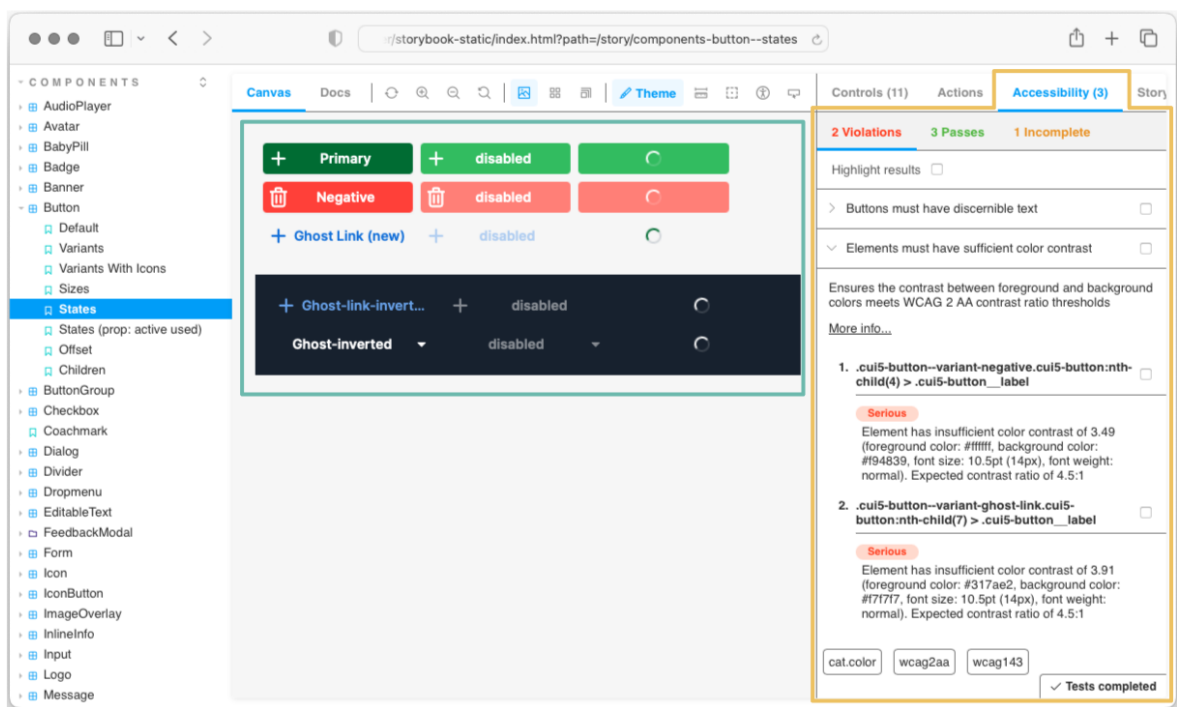 /storybook-static/index.html?path=/story/components-button--states
COMPONENTS
AudioPlayer
Avatar
BabyPill
Badge
Banner
Button
Default
Variants
Variants With Icons
Sizes
States
States (prop: active used)
Offset
Children
ButtonGroup
Checkbox
Coachmark
Dialog
Divider
Dropmenu
EditableText
FeedbackModal
Form
Icon
IconButton
ImageOverlay
InlineInfo
Input
Logo
Message
Canvas Docs Theme
Primary disabled
Negative disabled
Ghost Link (new) disabled
Ghost-link-invert... disabled
Ghost-inverted disabled
Controls (11) Actions Accessibility (3) Story
2 Violations 3 Passes 1 Incomplete
Highlight results
Buttons must have discernible text
Elements must have sufficient color contrast
Ensures the contrast between foreground and background
colors meets WCAG 2 AA contrast ratio thresholds
More info...
1. .cui5-button--variant-negative.cui5-button:nth-
child(4) > .cui5-button__label
Serious
Element has insufficient color contrast of 3.49
(foreground color: #ffffff, background color:
#f94839, font size: 10.5pt (14px), font weight:
normal). Expected contrast ratio of 4.5:1
2. .cui5-button--variant-ghost-link.cui5-
button:nth-child(7) > .cui5-button__label
Serious
Element has insufficient color contrast of 3.91
(foreground color: #317ae2, background color:
#f7f7f7, font size: 10.5pt (14px), font weight:
normal). Expected contrast ratio of 4.5:1
cat.color wcag2aa wcag143
Tests completed